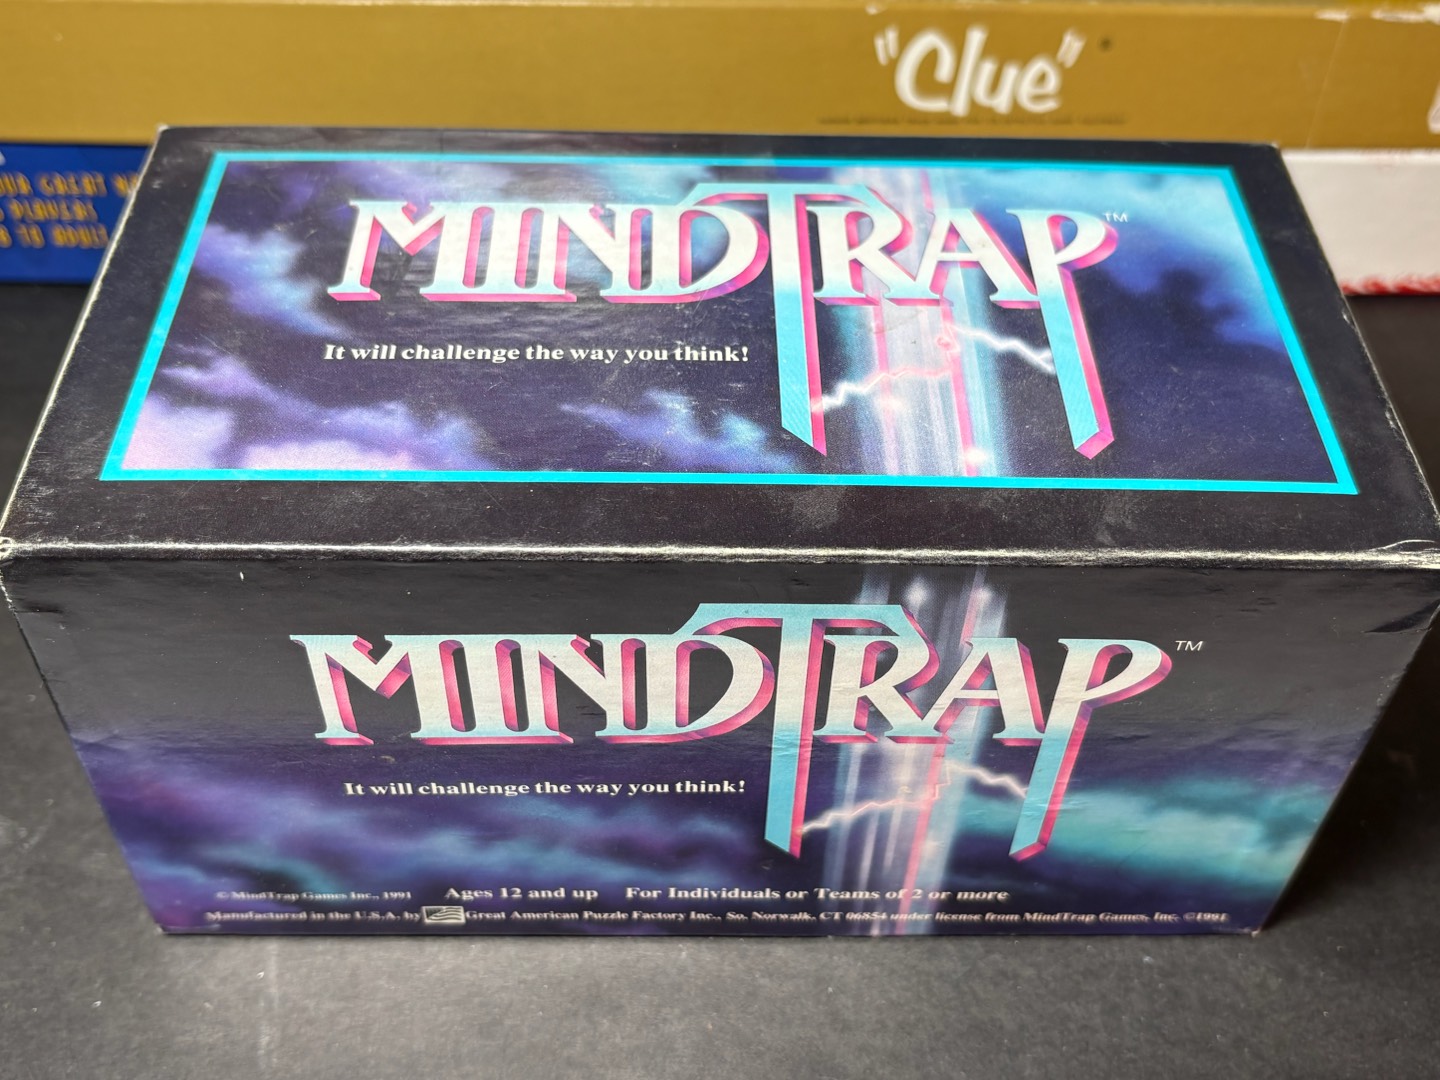 "Clue"
MINDTRAP™
It will challenge the way you think!
MINDTRAP™
It will challenge the way you think!
© MindTrap Games Inc., 1991 Ages 12 and up For Individuals or Teams of 2 or more
Manufactured in the U.S.A. by Great American Puzzle Factory Inc., So. Norwalk, CT 06854 under license from MindTrap Games, Inc. ©1991